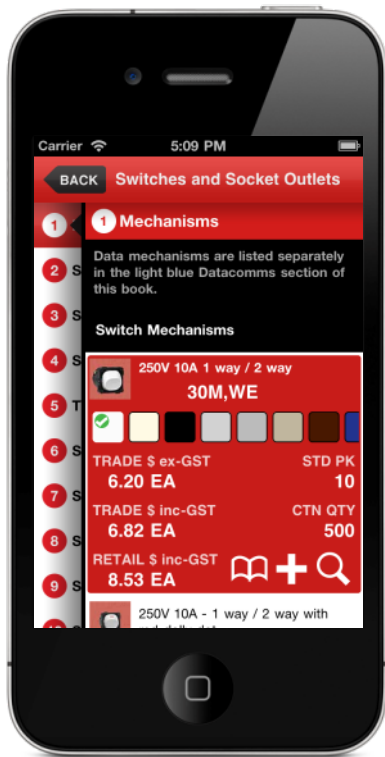 Carrier 5:09 PM
BACK Switches and Socket Outlets
1
1 Mechanisms
Data mechanisms are listed separately
in the light blue Datacomms section of
this book.
Switch Mechanisms
2 S
3 S
4 S
5 T
6 S
7 S
8 S
9 S
250V 10A 1 way / 2 way
30M,WE
TRADE $ ex-GST STD PK
6.20 EA 10
TRADE $ inc-GST CTN QTY
6.82 EA 500
RETAIL $ inc-GST
8.53 EA
250V 10A - 1 way / 2 way with